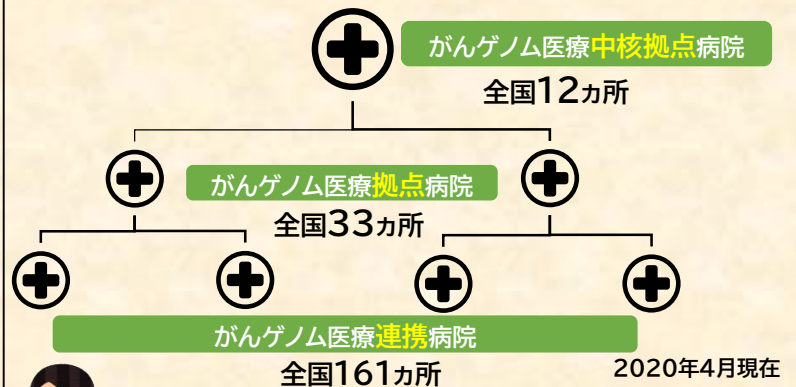 がんゲノム医療中核拠点病院
全国12ヵ所
がんゲノム医療拠点病院
全国33ヵ所
がんゲノム医療連携病院
全国161ヵ所
2020年4月現在